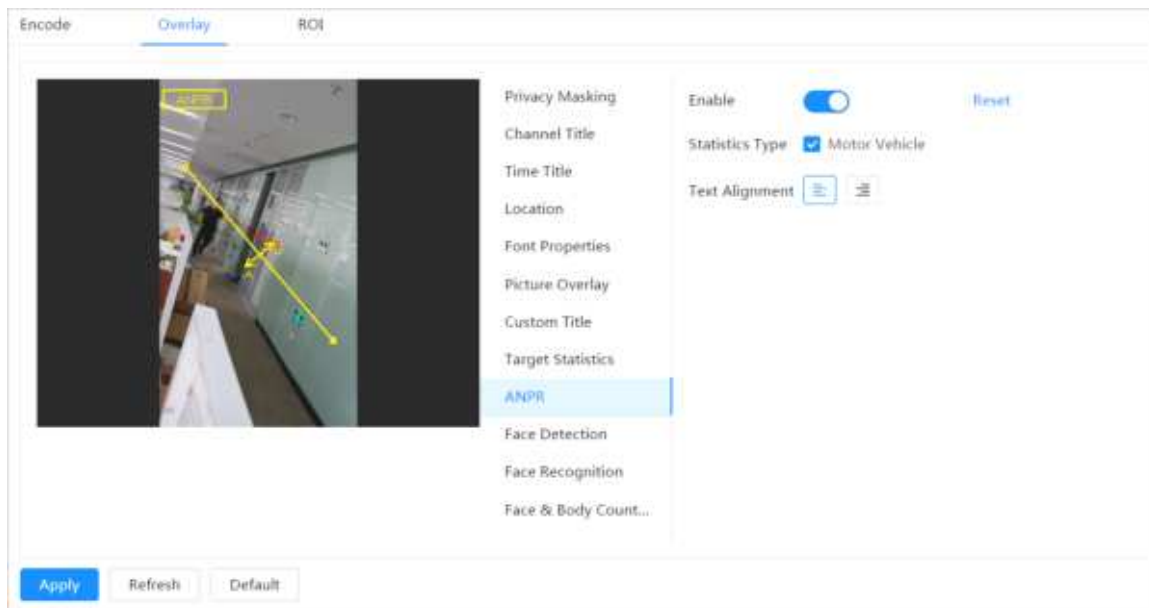 Encode Overlay ROI
ANPR
Privacy Masking
Channel Title
Time Title
Location
Font Properties
Picture Overlay
Custom Title
Target Statistics
ANPR
Face Detection
Face Recognition
Face & Body Count...
Enable Reset
Statistics Type Motor Vehicle
Text Alignment
Apply Refresh Default